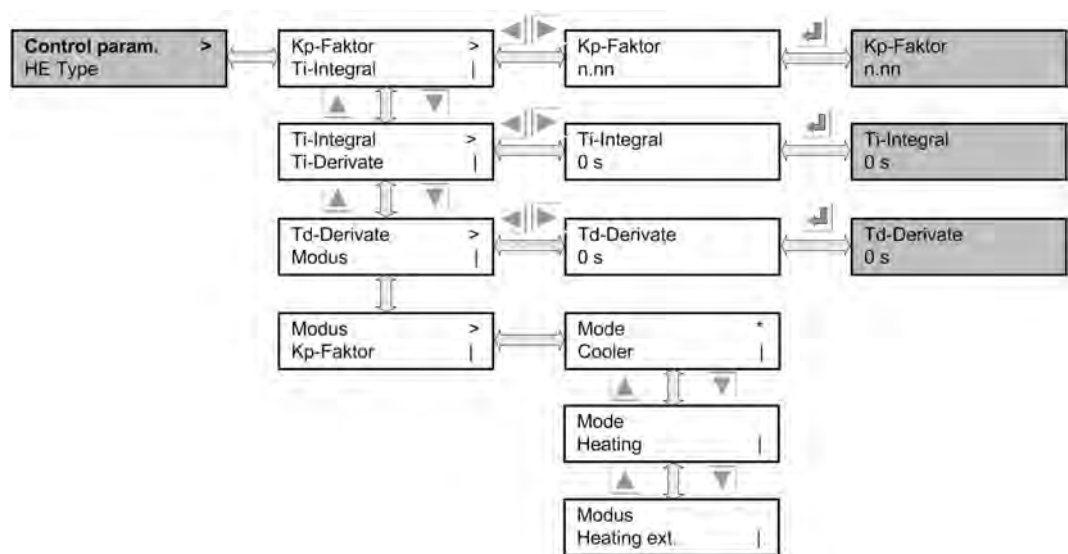 Control param. >
HE Type
Kp-Faktor >
Ti-Integral |
Kp-Faktor
n.nn
Kp-Faktor
n.nn
Ti-Integral >
Ti-Derivate |
Ti-Integral
0 s
Ti-Integral
0 s
Td-Derivate >
Modus |
Td-Derivate
0 s
Td-Derivate
0 s
Modus >
Kp-Faktor |
Mode *
Cooler |
Mode
Heating |
Modus
Heating ext. |